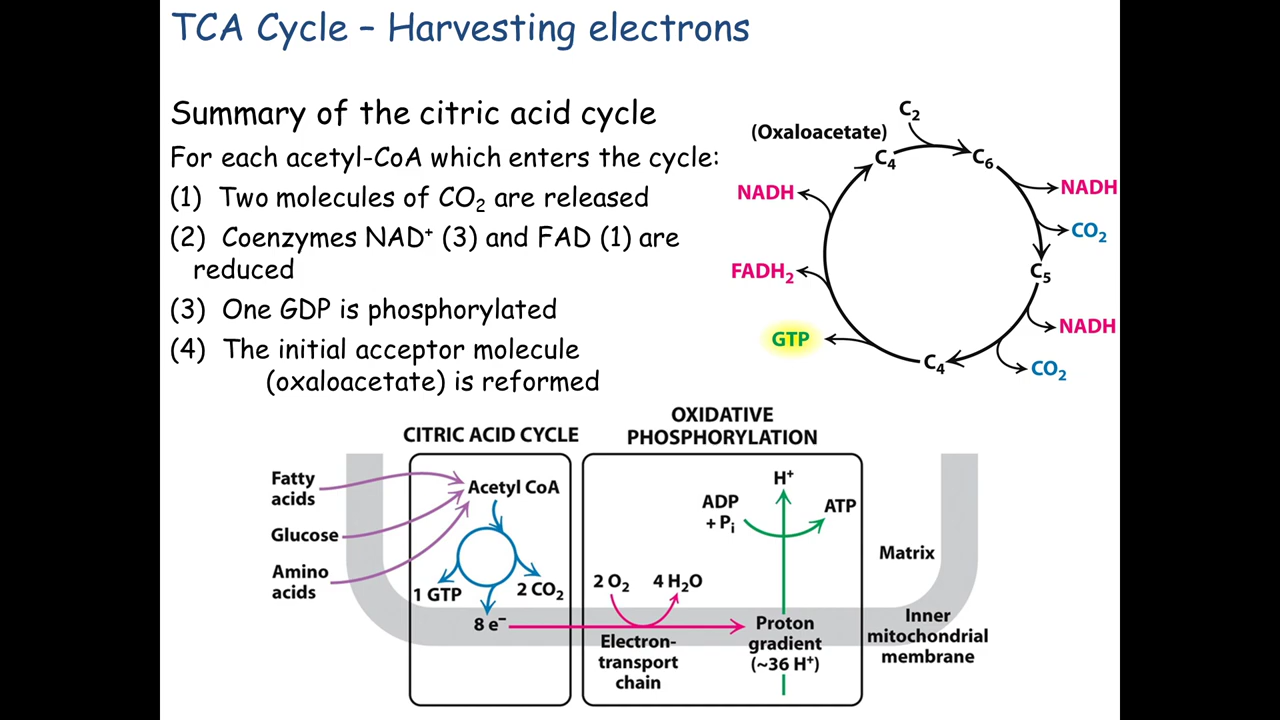 TCA Cycle – Harvesting electrons
Summary of the citric acid cycle
For each acetyl-CoA which enters the cycle:
(1) Two molecules of CO₂ are released
(2) Coenzymes NAD⁺ (3) and FAD (1) are
reduced
(3) One GDP is phosphorylated
(4) The initial acceptor molecule
(oxaloacetate) is reformed
C₂
(Oxaloacetate)
C₄
C₆
NADH
NADH
CO₂
FADH₂
C₅
NADH
GTP
C₄
CO₂
CITRIC ACID CYCLE
OXIDATIVE
PHOSPHORYLATION
Fatty
acids
Glucose
Amino
acids
Acetyl CoA
1 GTP
2 CO₂
8 e⁻
2 O₂
4 H₂O
Electron-
transport
chain
ADP
+ Pᵢ
H⁺
ATP
Proton
gradient
(~36 H⁺)
Matrix
Inner
mitochondrial
membrane